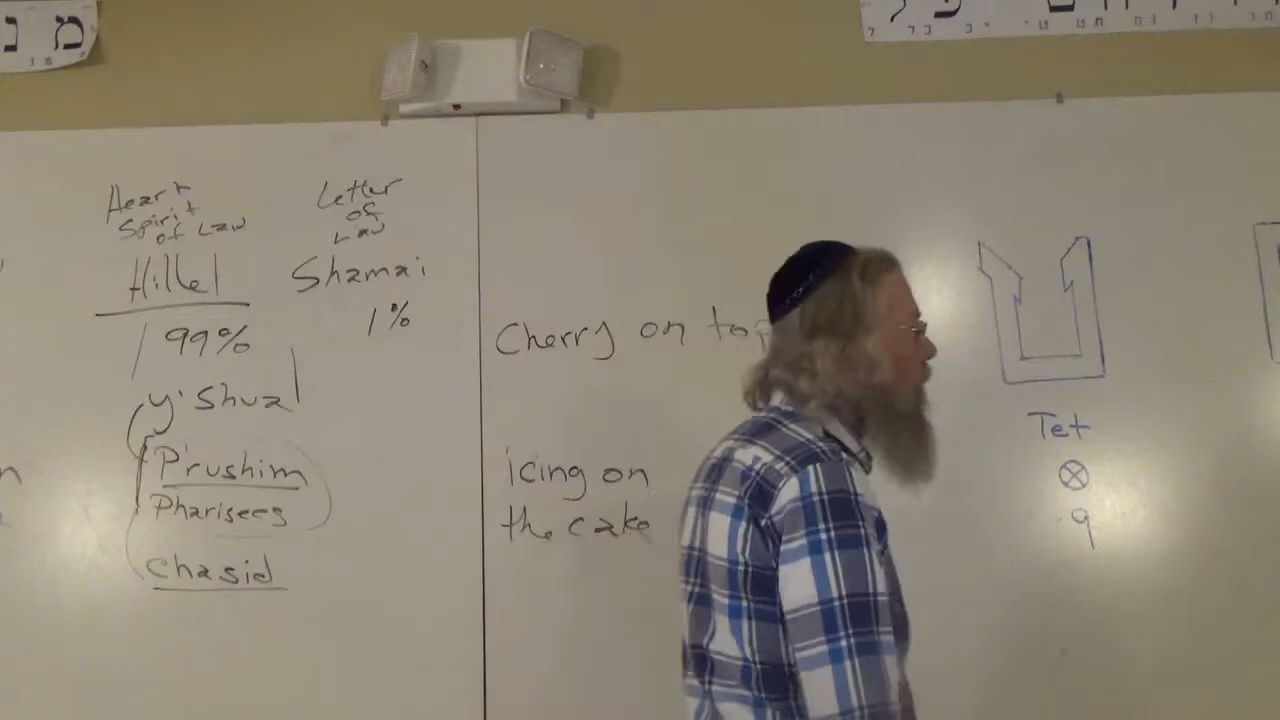 מ נ
Heart
Spirit
of Law
Hillel
99%
Y'shua
P'rushim
Pharisees
Chasid
Letter
of
Law
Shamai
1%
Cherry on top
icing on
the cake
Tet
9